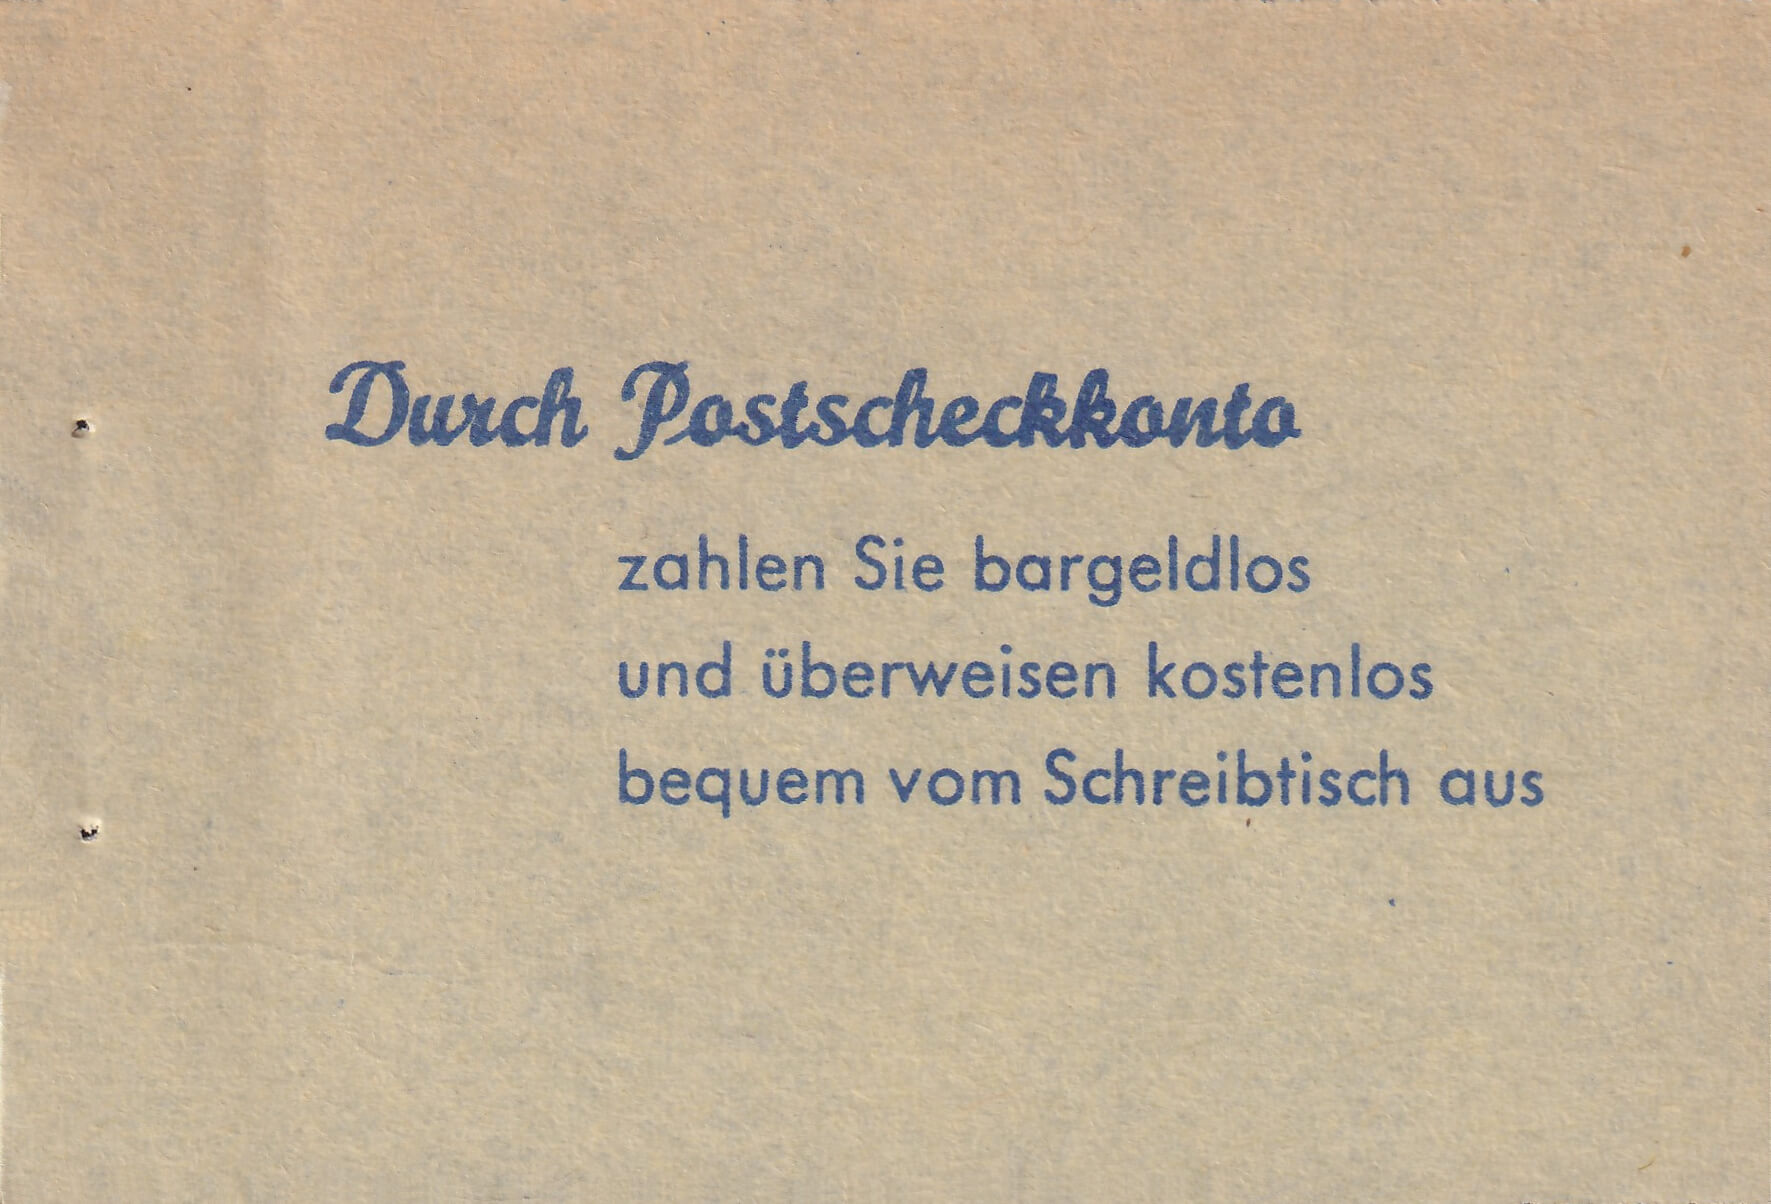 Durch Postscheckkonto
zahlen Sie bargeldlos
und überweisen kostenlos
bequem vom Schreibtisch aus